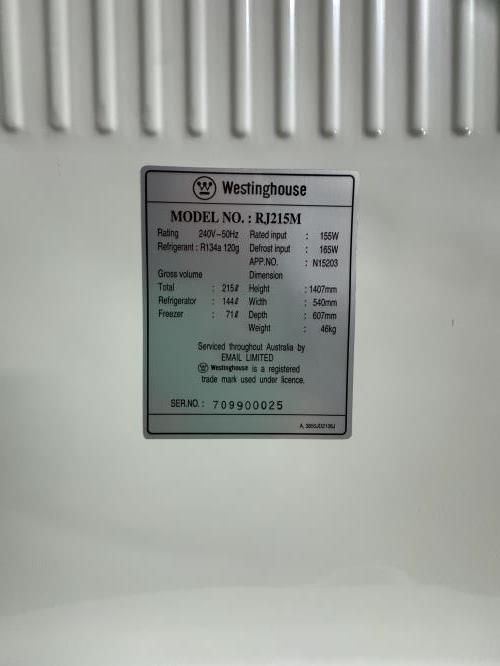 Westinghouse
MODEL NO. : RJ215M
Rating 240V~50Hz Rated input : 155W
Refrigerant : R134a 120g Defrost input : 165W
APP.NO. : N15203
Gross volume Dimension
Total : 215ℓ Height : 1407mm
Refrigerator : 144ℓ Width : 540mm
Freezer : 71ℓ Depth : 607mm
Weight : 46kg
Serviced throughout Australia by
EMAIL LIMITED
Westinghouse is a registered
trade mark used under licence.
SER.NO. : 709900025